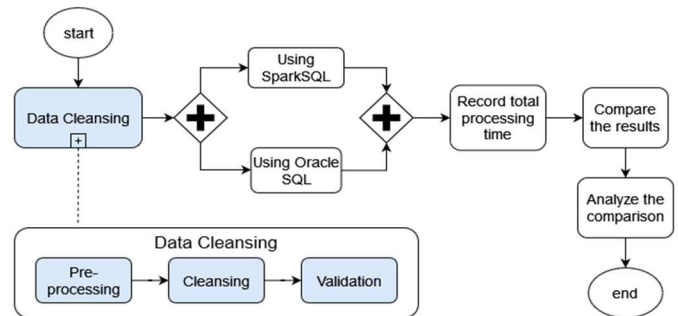 start
Data Cleansing
+
Using
SparkSQL
Using Oracle
SQL
Record total
processing
time
Compare
the results
Analyze the
comparison
end
Data Cleansing
Pre-
processing
Cleansing
Validation